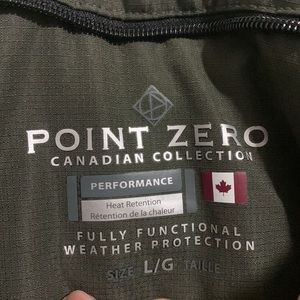 POINT ZERO
CANADIAN COLLECTION
PERFORMANCE
Heat Retention
Rétention de la chaleur
FULLY FUNCTIONAL
WEATHER PROTECTION
SIZE L/G TAILLE